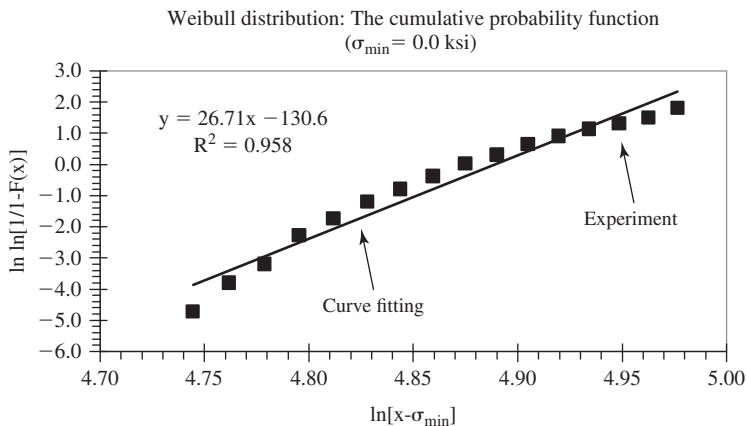 Weibull distribution: The cumulative probability function
(σmin = 0.0 ksi)
y = 26.71x −130.6
R² = 0.958
ln ln[1/1-F(x)]
3.0
2.0
1.0
0.0
−1.0
−2.0
−3.0
−4.0
−5.0
−6.0
Experiment
Curve fitting
4.70
4.75
4.80
4.85
4.90
4.95
5.00
ln[x-σmin]